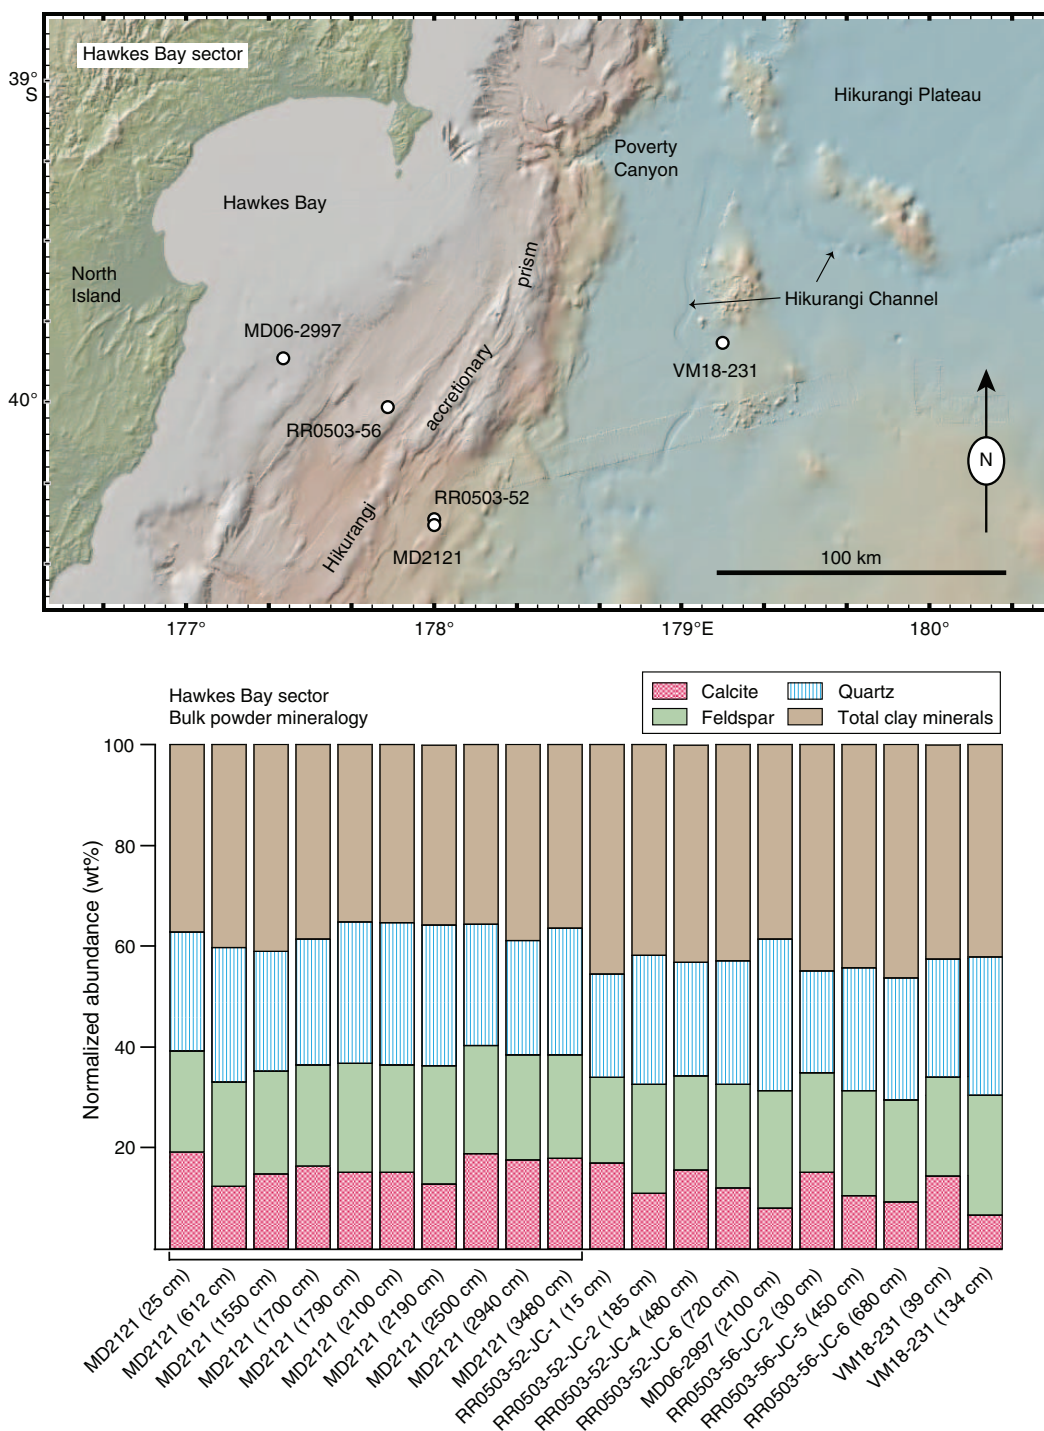 Hawkes Bay sector
39°
S
Hikurangi Plateau
Poverty
Canyon
Hawkes Bay
North
Island
prism
Hikurangi Channel
MD06-2997
VM18-231
accretionary
40°
RR0503-56
N
RR0503-52
Hikurangi
MD2121
100 km
177°
178°
179°E
180°
Hawkes Bay sector
Bulk powder mineralogy
Calcite
Quartz
Feldspar
Total clay minerals
Normalized abundance (wt%)
100
80
60
40
20
MD2121 (25 cm)
MD2121 (612 cm)
MD2121 (1550 cm)
MD2121 (1700 cm)
MD2121 (1790 cm)
MD2121 (2100 cm)
MD2121 (2190 cm)
MD2121 (2500 cm)
MD2121 (2940 cm)
MD2121 (3480 cm)
RR0503-52-JC-1 (15 cm)
RR0503-52-JC-2 (185 cm)
RR0503-52-JC-4 (480 cm)
RR0503-52-JC-6 (720 cm)
MD06-2997 (2100 cm)
RR0503-56-JC-2 (30 cm)
RR0503-56-JC-5 (450 cm)
RR0503-56-JC-6 (680 cm)
VM18-231 (39 cm)
VM18-231 (134 cm)